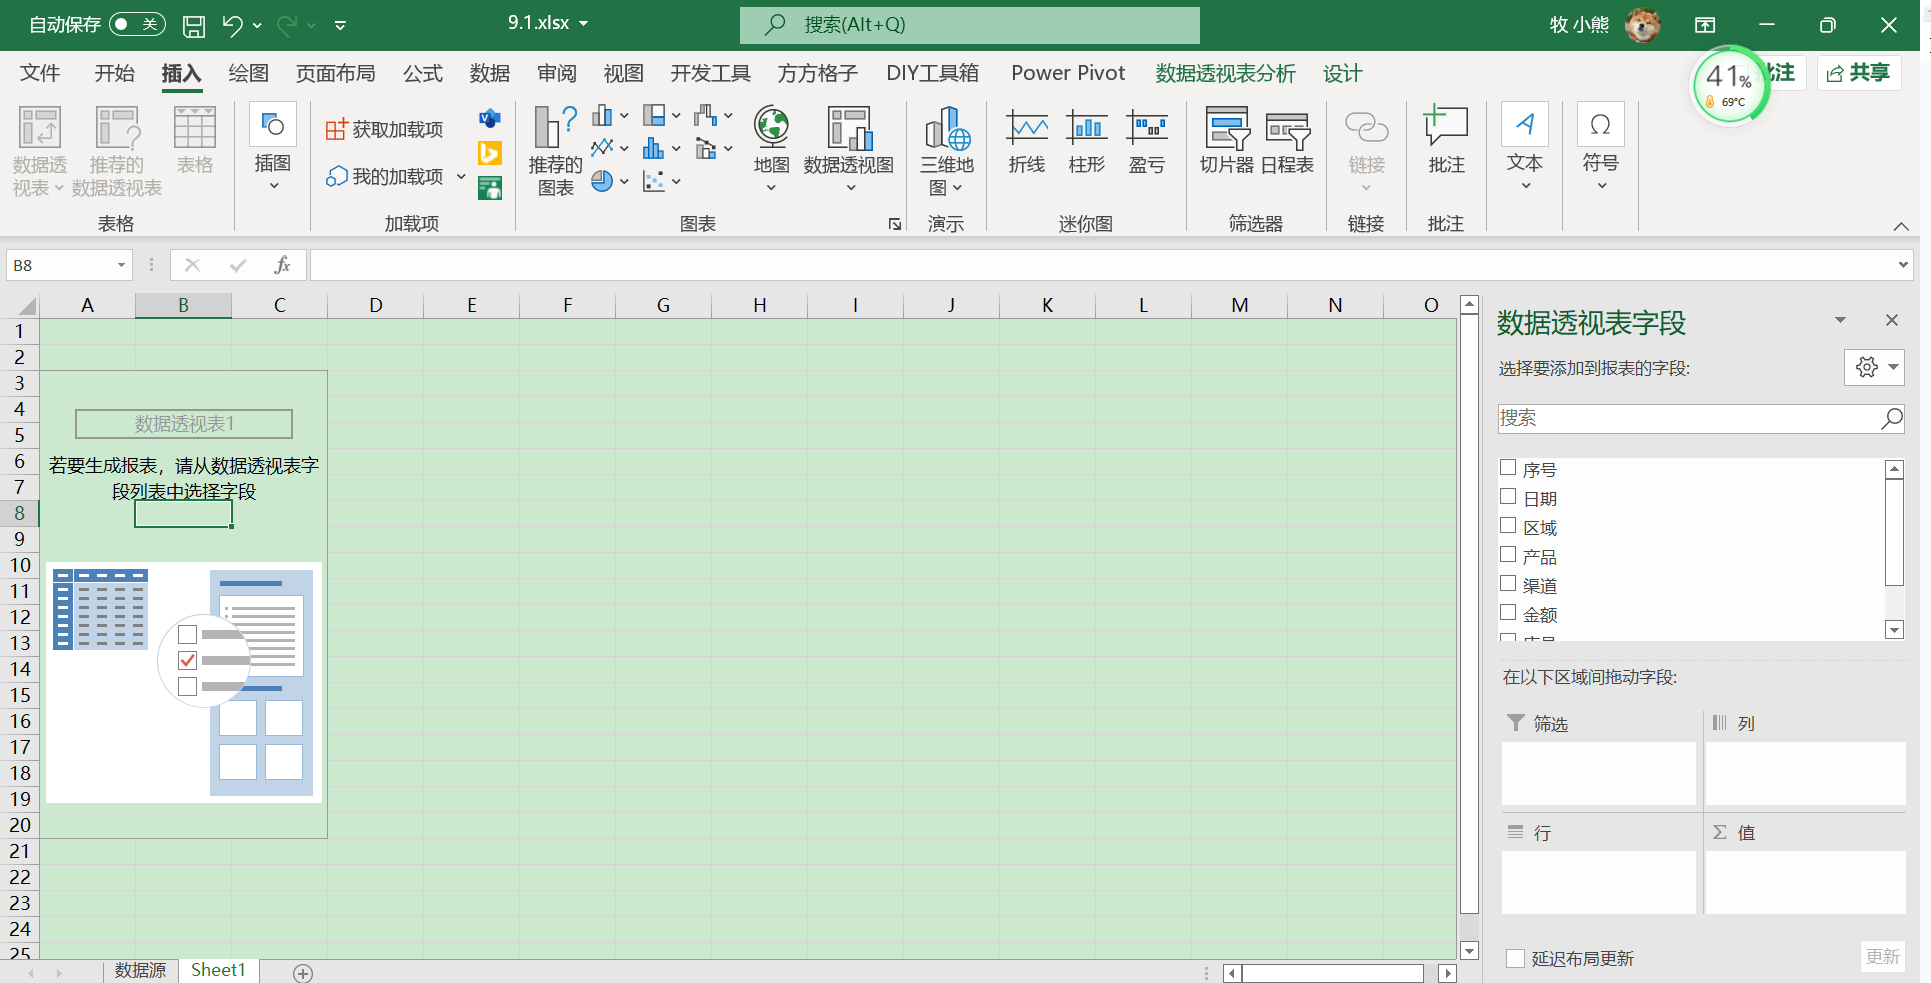 自动保存 关 9.1.xlsx 搜索(Alt+Q) 牧 小熊
文件 开始 插入 绘图 页面布局 公式 数据 审阅 视图 开发工具 方方格子 DIY工具箱 Power Pivot 数据透视表分析 设计 批注 共享
41%
69℃
数据透
视表
推荐的
数据透视表
表格
插图
获取加载项
我的加载项
推荐的
图表
地图
数据透视图
三维地
图
折线
柱形
盈亏
切片器
日程表
链接
批注
文本
Ω
符号
表格 加载项 图表 演示 迷你图 筛选器 链接 批注
B8 fx
A B C D E F G H I J K L M N O
1
2
3
4
5
6
7
8
9
10
11
12
13
14
15
16
17
18
19
20
21
22
23
24
25
数据透视表1
若要生成报表，请从数据透视表字
段列表中选择字段
数据透视表字段
选择要添加到报表的字段:
搜索
序号
日期
区域
产品
渠道
金额
在以下区域间拖动字段:
筛选
列
行
Σ 值
延迟布局更新 更新
数据源 Sheet1